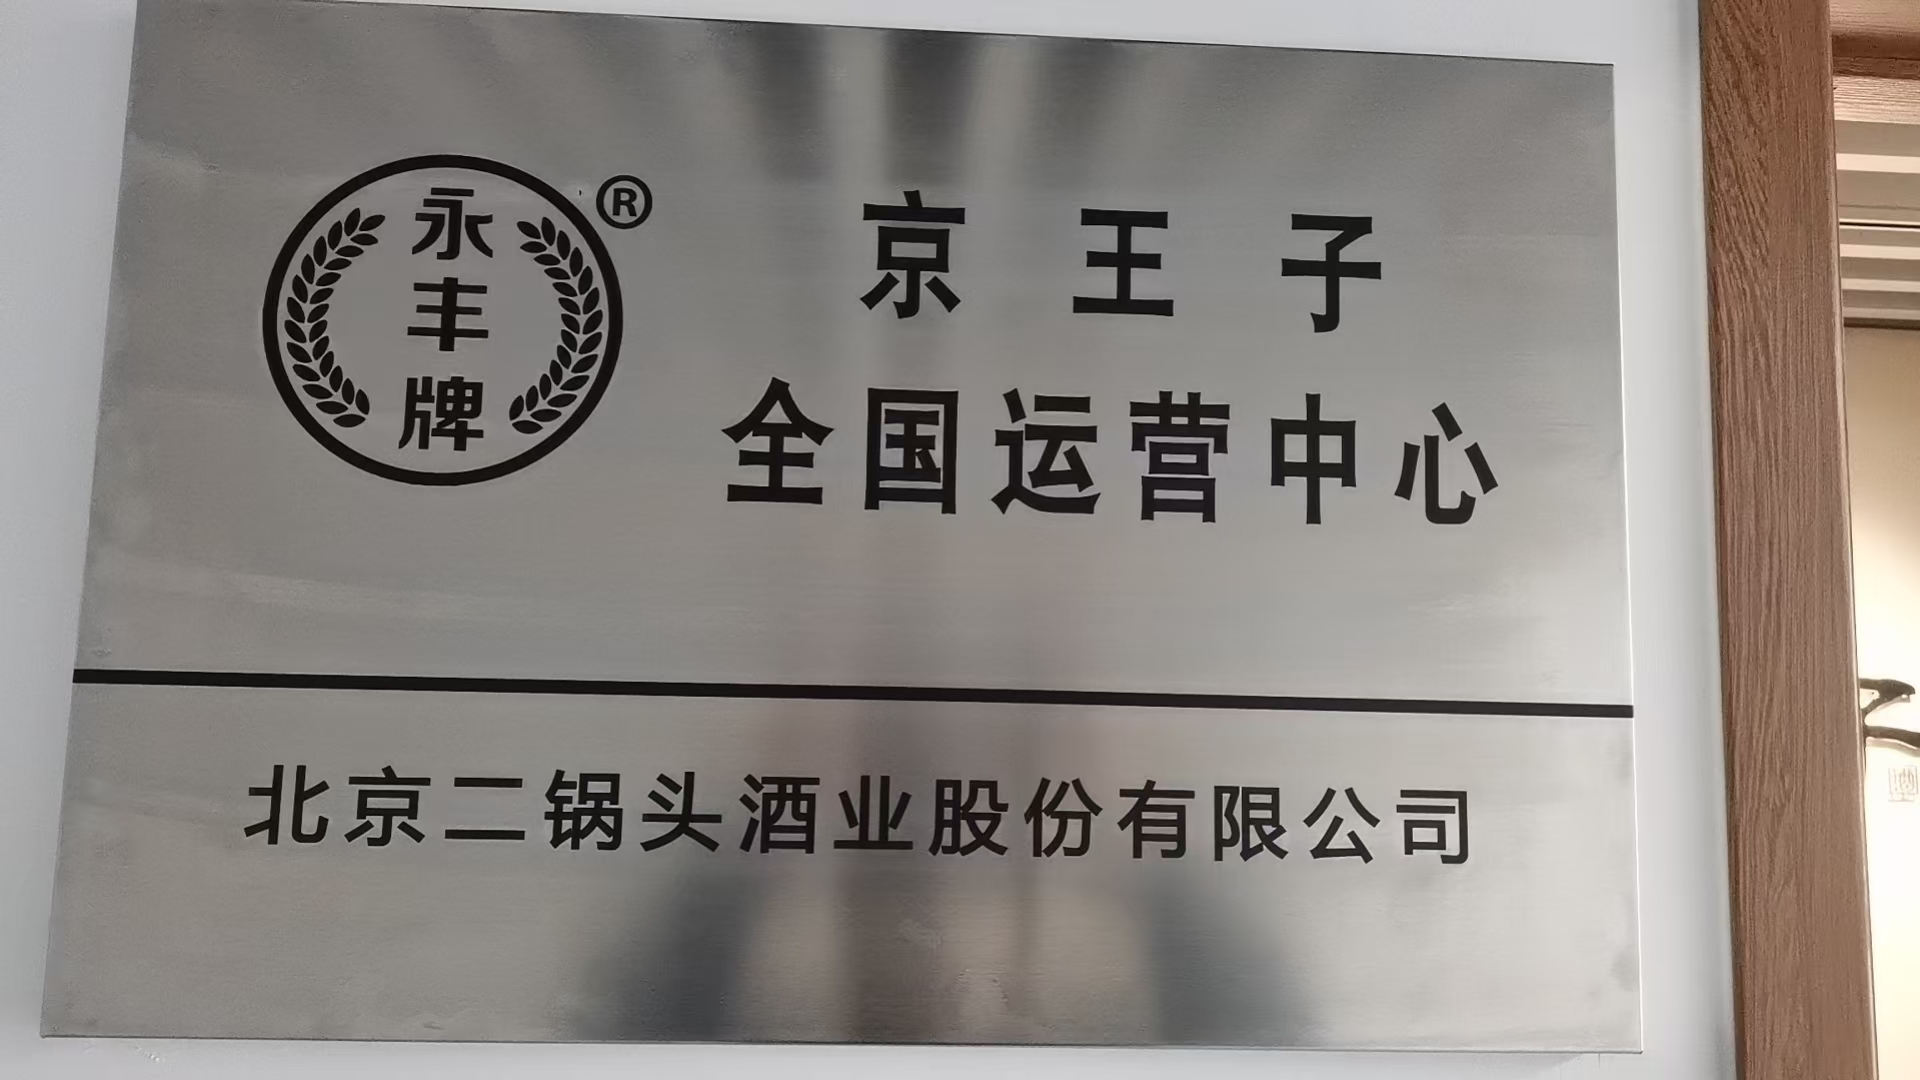 永丰牌
®
京王子
全国运营中心
北京二锅头酒业股份有限公司